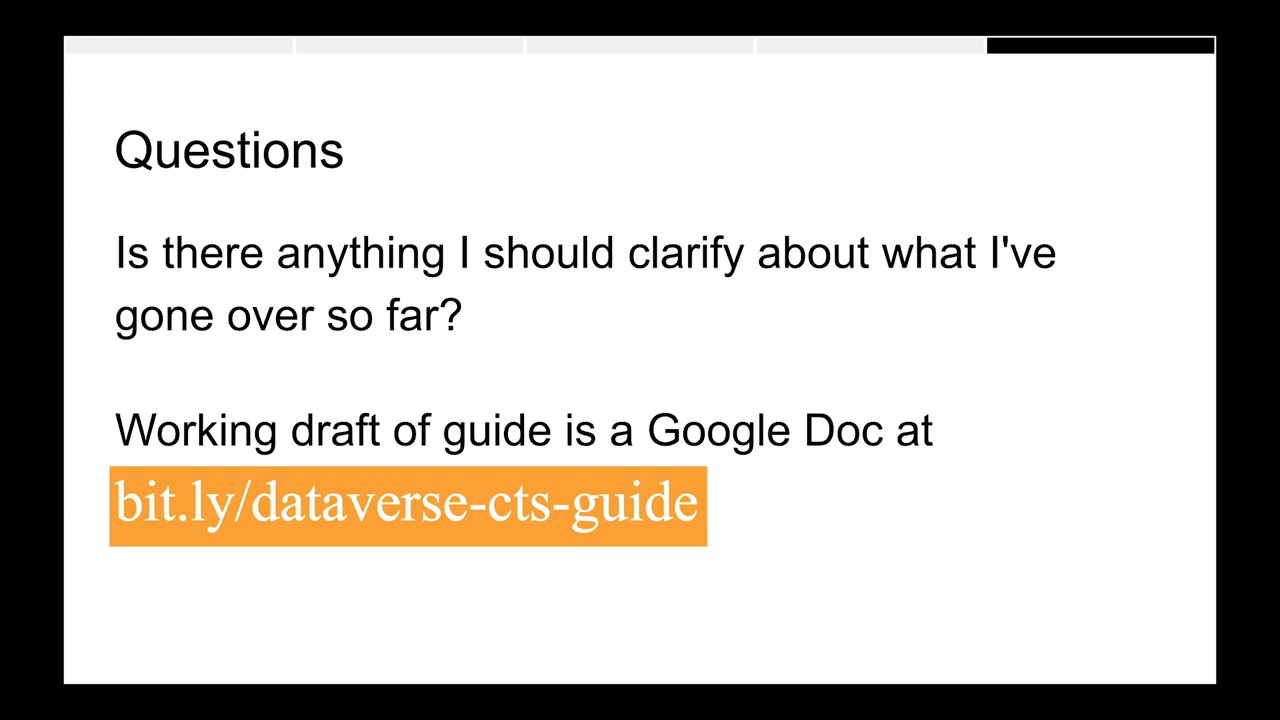 Questions
Is there anything I should clarify about what I've
gone over so far?
Working draft of guide is a Google Doc at
bit.ly/dataverse-cts-guide